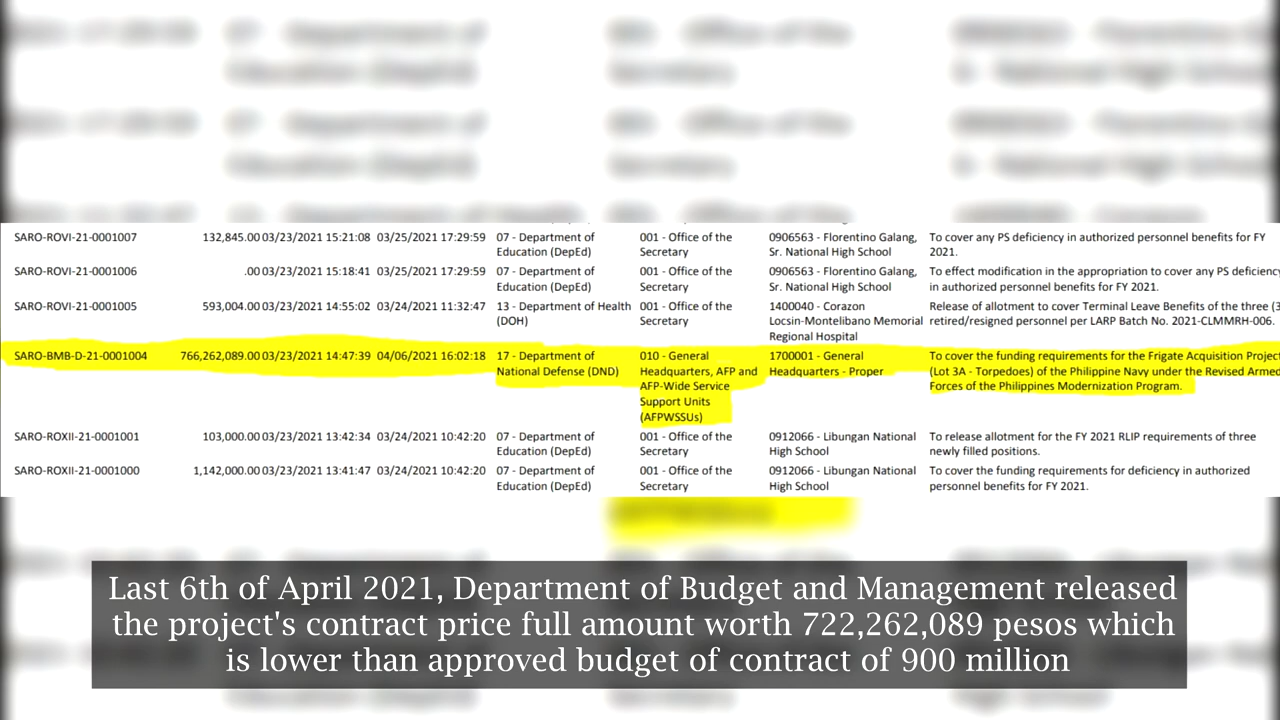 SARO-ROVI-21-0001007 132,845.00 03/23/2021 15:21:08 03/25/2021 17:29:59 07 - Department of 001 - Office of the 0906563 - Florentino Galang, To cover any PS deficiency in authorized personnel benefits for FY
Education (DepEd) Secretary Sr. National High School 2021.
SARO-ROVI-21-0001006 .00 03/23/2021 15:18:41 03/25/2021 17:29:59 07 - Department of 001 - Office of the 0906563 - Florentino Galang, To effect modification in the appropriation to cover any PS deficiency
Education (DepEd) Secretary Sr. National High School in authorized personnel benefits for FY 2021.
SARO-ROVI-21-0001005 593,004.00 03/23/2021 14:55:02 03/24/2021 11:32:47 13 - Department of Health 001 - Office of the 1400040 - Corazon Release of allotment to cover Terminal Leave Benefits of the three (3
(DOH) Secretary Locsin-Montelibano Memorial retired/resigned personnel per LARP Batch No. 2021-CLMMRH-006.
Regional Hospital
SARO-BMB-D-21-0001004 766,262,089.00 03/23/2021 14:47:39 04/06/2021 16:02:18 17 - Department of 010 - General 1700001 - General To cover the funding requirements for the Frigate Acquisition Project
National Defense (DND) Headquarters, AFP and Headquarters - Proper (Lot 3A - Torpedoes) of the Philippine Navy under the Revised Armed
AFP-Wide Service Forces of the Philippines Modernization Program.
Support Units
(AFPWSSUs)
SARO-ROXII-21-0001001 103,000.00 03/23/2021 13:42:34 03/24/2021 10:42:20 07 - Department of 001 - Office of the 0912066 - Libungan National To release allotment for the FY 2021 RLIP requirements of three
Education (DepEd) Secretary High School newly filled positions.
SARO-ROXII-21-0001000 1,142,000.00 03/23/2021 13:41:47 03/24/2021 10:42:20 07 - Department of 001 - Office of the 0912066 - Libungan National To cover the funding requirements for deficiency in authorized
Education (DepEd) Secretary High School personnel benefits for FY 2021.
Last 6th of April 2021, Department of Budget and Management released
the project's contract price full amount worth 722,262,089 pesos which
is lower than approved budget of contract of 900 million